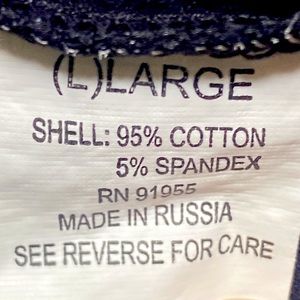 (L)LARGE
SHELL: 95% COTTON
5% SPANDEX
RN 91955
MADE IN RUSSIA
SEE REVERSE FOR CARE